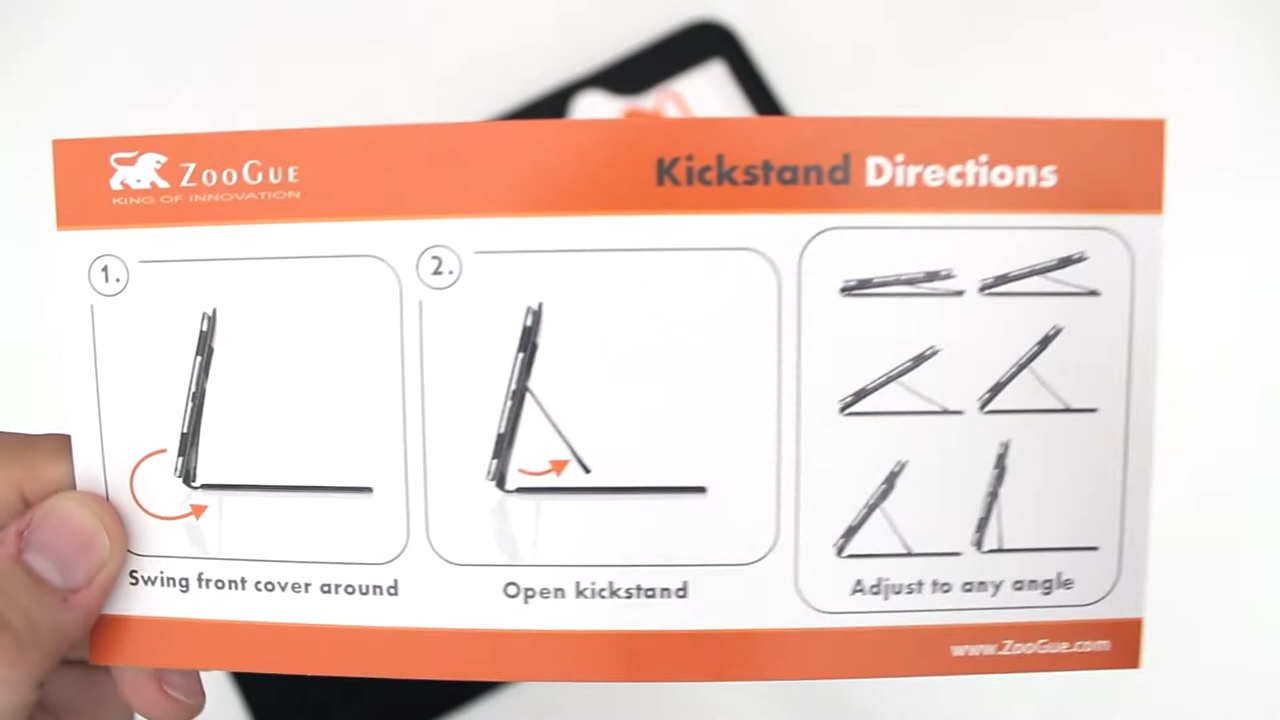 ZooGue
KING OF INNOVATION
Kickstand Directions
1.
2.
Swing front cover around
Open kickstand
Adjust to any angle
www.ZooGue.com